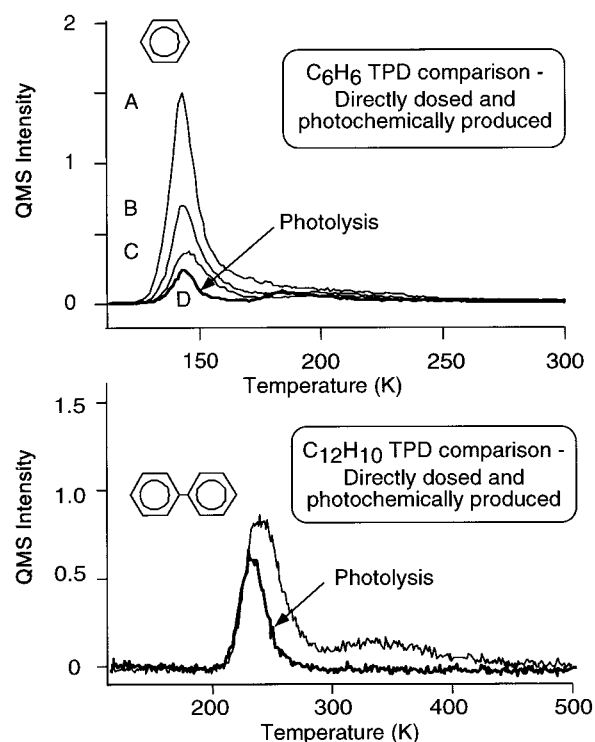 2
C6H6 TPD comparison -
Directly dosed and
photochemically produced
A
QMS Intensity
1
B
Photolysis
C
D
0
150
200
250
300
Temperature (K)
1.5
C12H10 TPD comparison -
Directly dosed and
photochemically produced
1.0
QMS Intensity
0.5
Photolysis
0
200
300
400
500
Temperature (K)